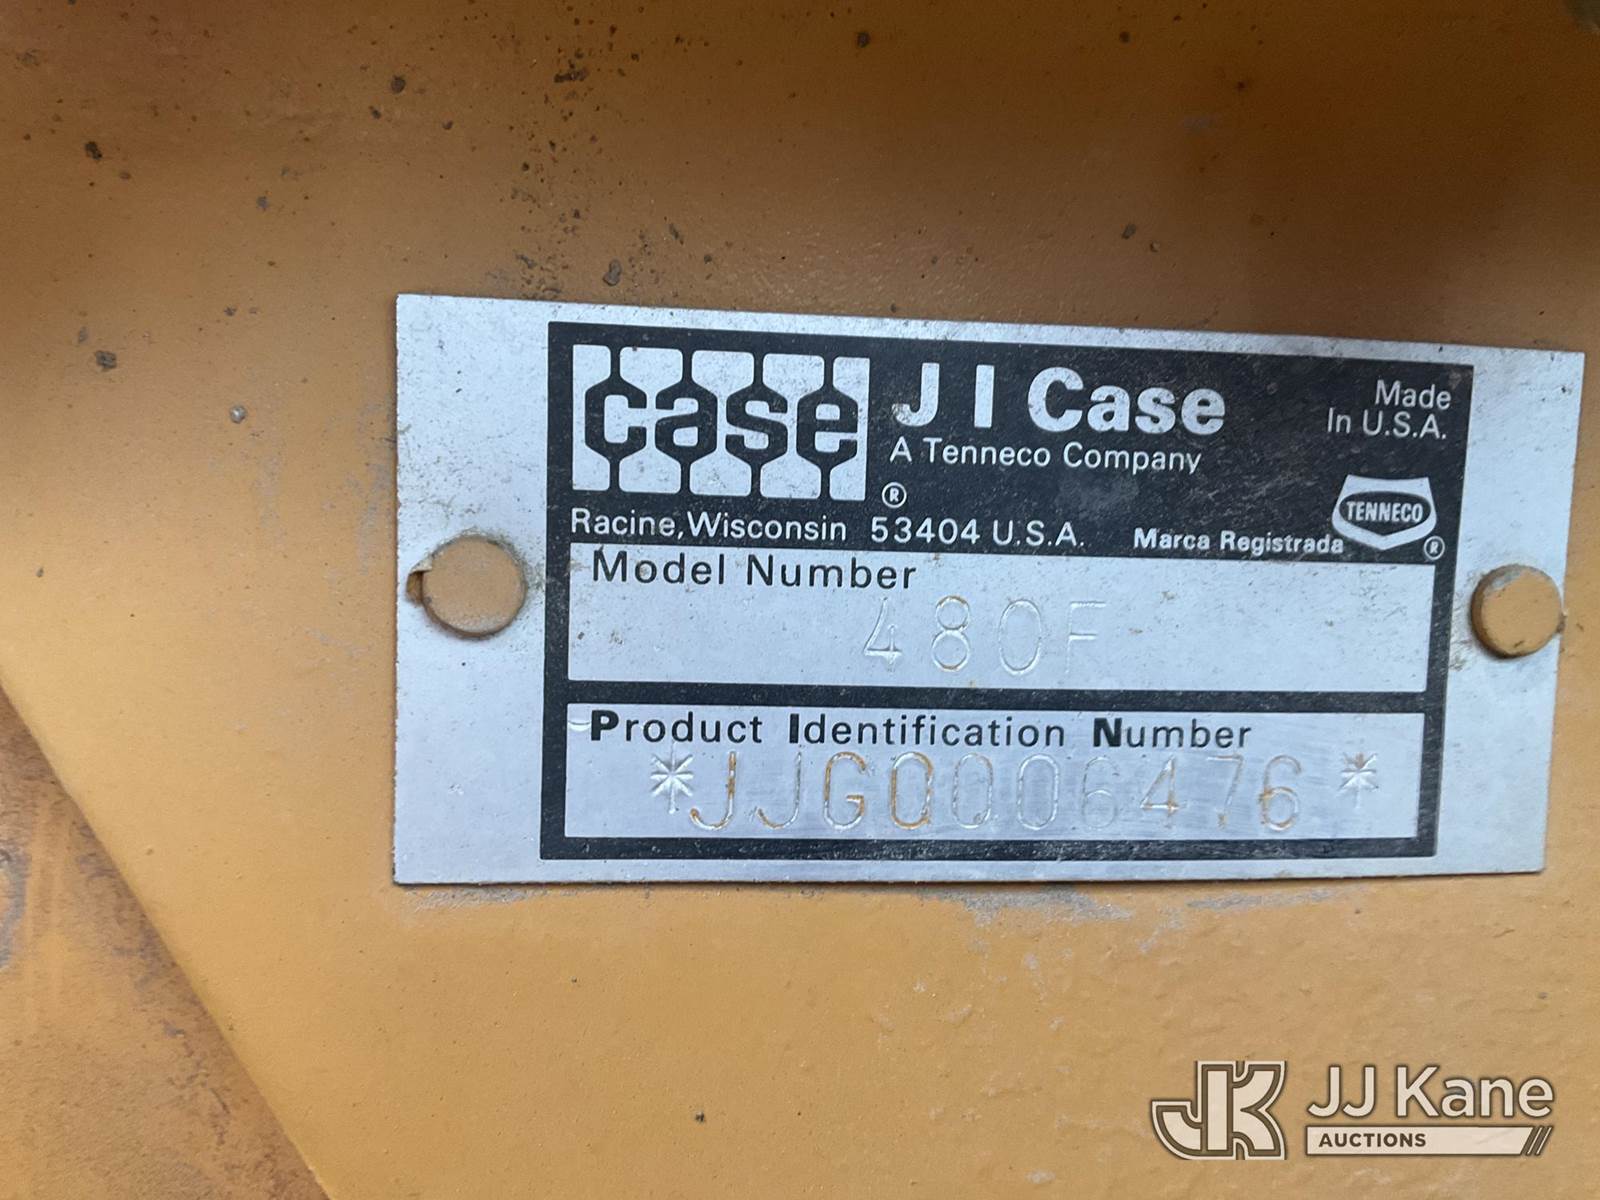 case ®
J I Case
A Tenneco Company
Made
In U.S.A.
Racine, Wisconsin 53404 U.S.A.
Marca Registrada
TENNECO ®
Model Number
480F
Product Identification Number
*JJG0006476*
JK JJ Kane
AUCTIONS